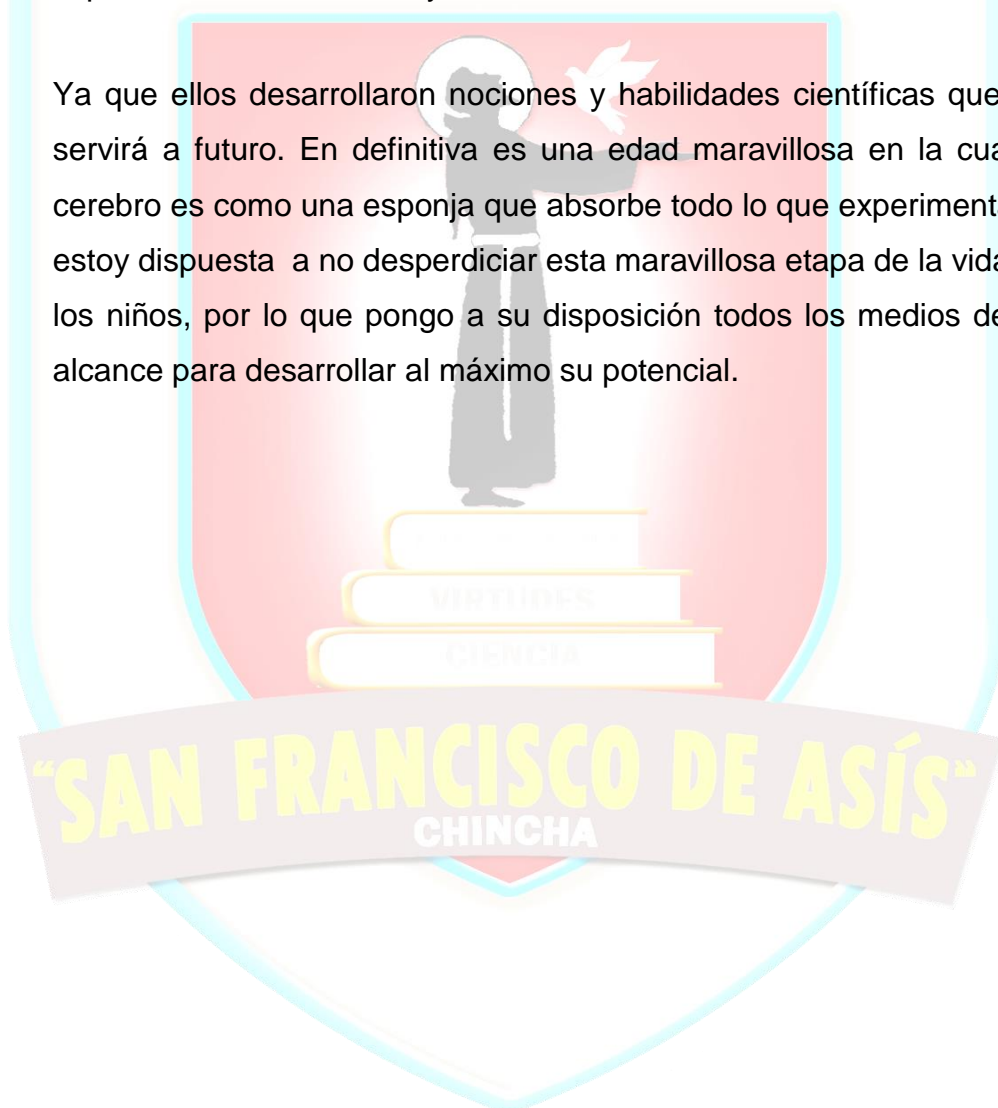 Ya que ellos desarrollaron nociones y habilidades científicas que
servirá a futuro. En definitiva es una edad maravillosa en la
cerebro es como una esponja que absorbe todo lo que
estoy dispuesta a no desperdiciar esta maravillosa etapa de la vida
los niños, por lo que pongo a su disposición todos los medios
alcance para desarrollar al máximo su potencial.
VIRTUDES
CIENCIA
"SAN FRANCISCO DE ASÍS"
CHINCHA